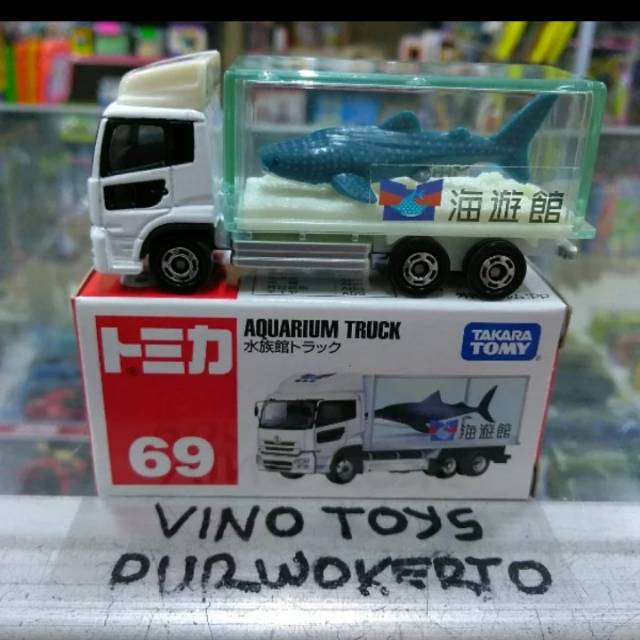 海遊館
トミカ
AQUARIUM TRUCK
水族館トラック
TAKARA
TOMY
69
海遊館
VINO TOYS
PURWOKERTO